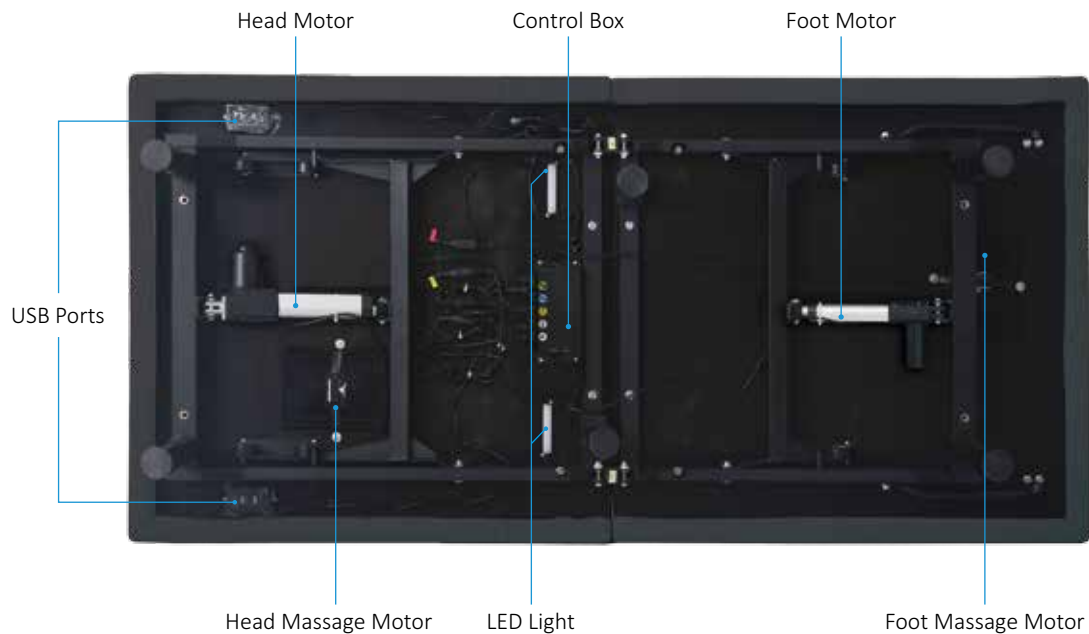 Head Motor
Control Box
Foot Motor
USB Ports
Head Massage Motor
LED Light
Foot Massage Motor